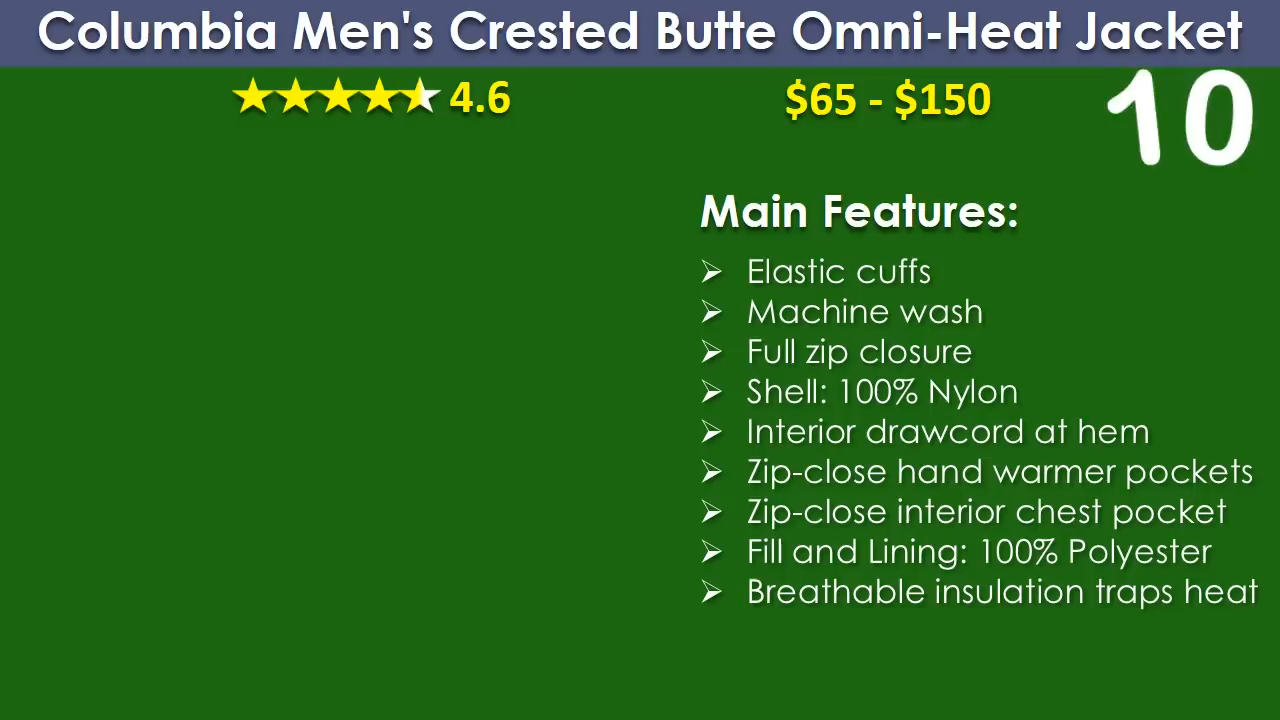 Columbia Men's Crested Butte Omni-Heat Jacket
4.6
$65 - $150
10
Main Features:
Elastic cuffs
Machine wash
Full zip closure
Shell: 100% Nylon
Interior drawcord at hem
Zip-close hand warmer pockets
Zip-close interior chest pocket
Fill and Lining: 100% Polyester
Breathable insulation traps heat